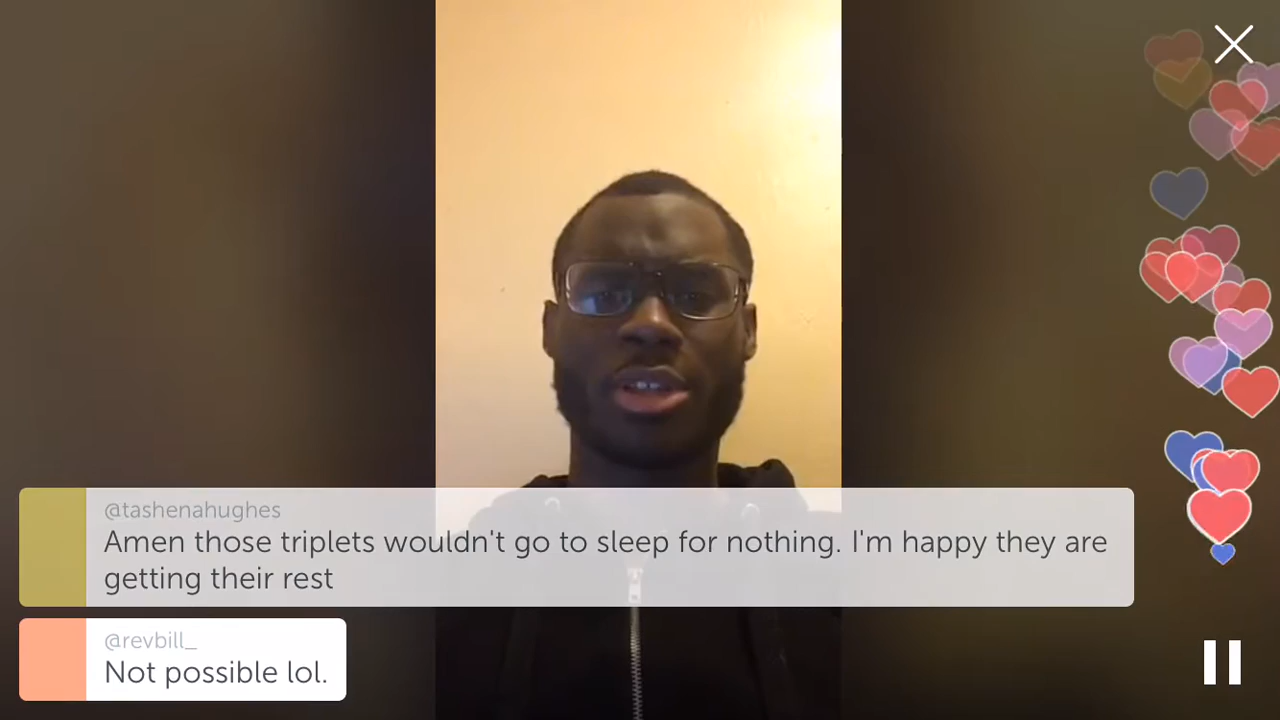 @tashenahughes
Amen those triplets wouldn't go to sleep for nothing. I'm happy they are
getting their rest
@revbill_
Not possible lol.